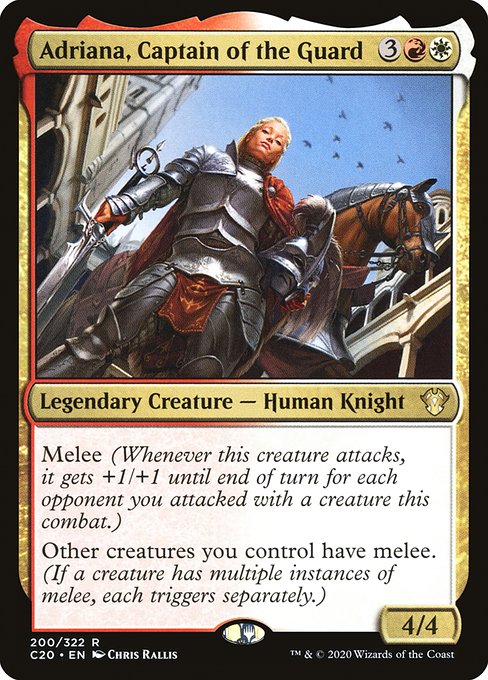 Adriana, Captain of the Guard 3
Legendary Creature — Human Knight
Melee (Whenever this creature attacks,
it gets +1/+1 until end of turn for each
opponent you attacked with a creature this
combat.)
Other creatures you control have melee.
(If a creature has multiple instances of
melee, each triggers separately.)
4/4
200/322 R
C20 • EN Chris Rallis
™ & © 2020 Wizards of the Coast